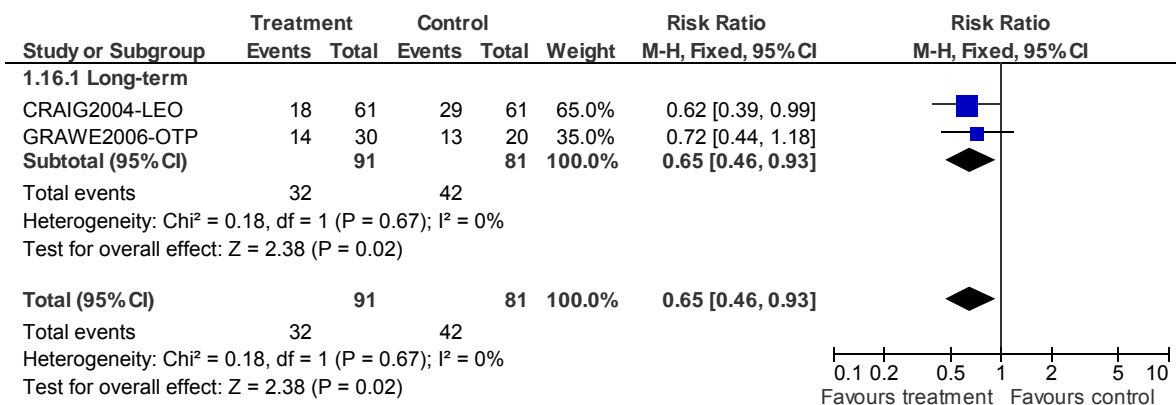 Treatment Control Risk Ratio Risk Ratio
Study or Subgroup Events Total Events Total Weight M-H, Fixed, 95% CI M-H, Fixed, 95% CI
1.16.1 Long-term
CRAIG2004-LEO 18 61 29 61 65.0% 0.62 [0.39, 0.99]
GRAWE2006-OTP 14 30 13 20 35.0% 0.72 [0.44, 1.18]
Subtotal (95% CI) 91 81 100.0% 0.65 [0.46, 0.93]
Total events 32 42
Heterogeneity: Chi² = 0.18, df = 1 (P = 0.67); I² = 0%
Test for overall effect: Z = 2.38 (P = 0.02)
Total (95% CI) 91 81 100.0% 0.65 [0.46, 0.93]
Total events 32 42
Heterogeneity: Chi² = 0.18, df = 1 (P = 0.67); I² = 0%
Test for overall effect: Z = 2.38 (P = 0.02)
0.1 0.2 0.5 1 2 5 10
Favours treatment Favours control